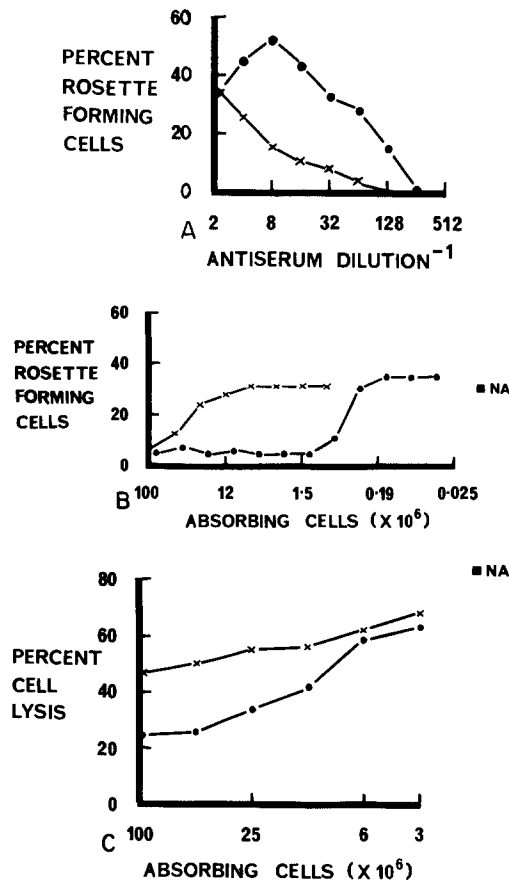 60
PERCENT
ROSETTE
FORMING
CELLS
40
20
0
2 8 32 128 512
A
ANTISERUM DILUTION⁻¹
60
PERCENT
ROSETTE
FORMING
CELLS
40
20
0
NA
100 12 1·5 0·19 0·025
B
ABSORBING CELLS (X10⁶)
80
NA
60
PERCENT
CELL
LYSIS
40
20
0
100 25 6 3
C
ABSORBING CELLS (X10⁶)